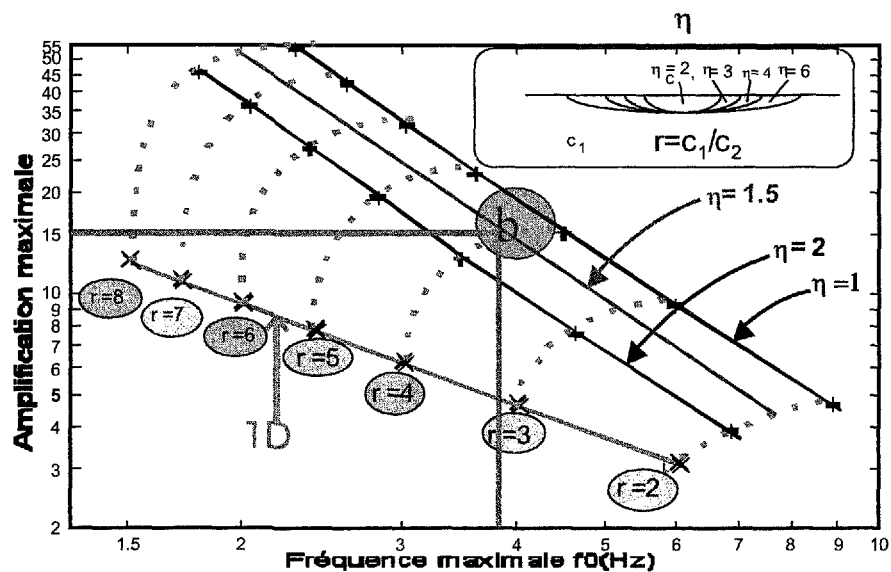 η
55
50
45
40
35
30
25
20
15
10
9
8
7
6
5
4
3
2
Amplification maximale
η=2, η=3 η=4 η=6
C
c₁ r=c₁/c₂
b
η= 1.5
η= 2
η=1
r=8
r=7
r=6
r=5
r=4
r=3
r=2
1D
1.5 2 3 4 5 6 7 8 9 10
Fréquence maximale f0(Hz)